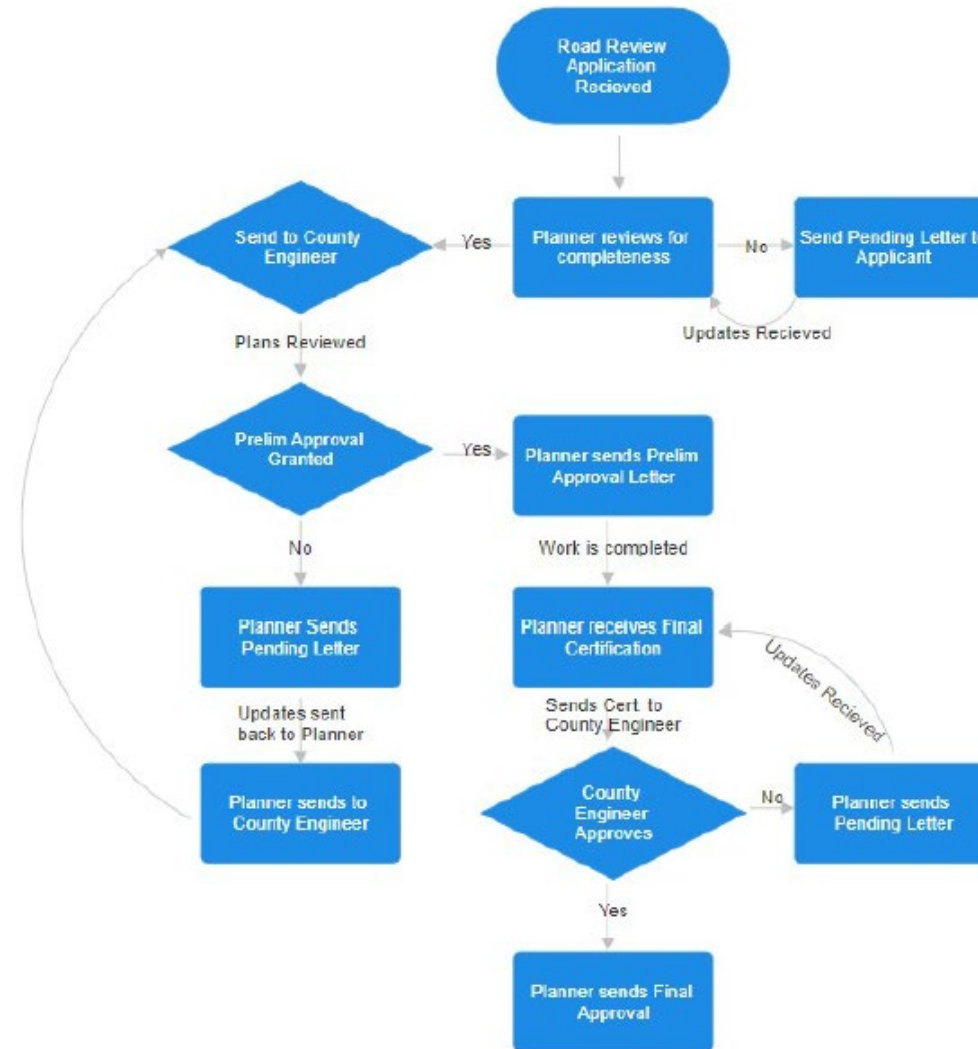 Road Review
Application
Recieved
Send to County
Engineer
Yes
Planner reviews for
completeness
No
Send Pending Letter to
Applicant
Updates Recieved
Plans Reviewed
Prelim Approval
Granted
Yes
Planner sends Prelim
Approval Letter
No
Work is completed
Planner Sends
Pending Letter
Planner receives Final
Certification
Updates Recieved
Updates sent
back to Planner
Sends Cert. to
County Engineer
Planner sends to
County Engineer
County
Engineer
Approves
No
Planner sends
Pending Letter
Yes
Planner sends Final
Approval